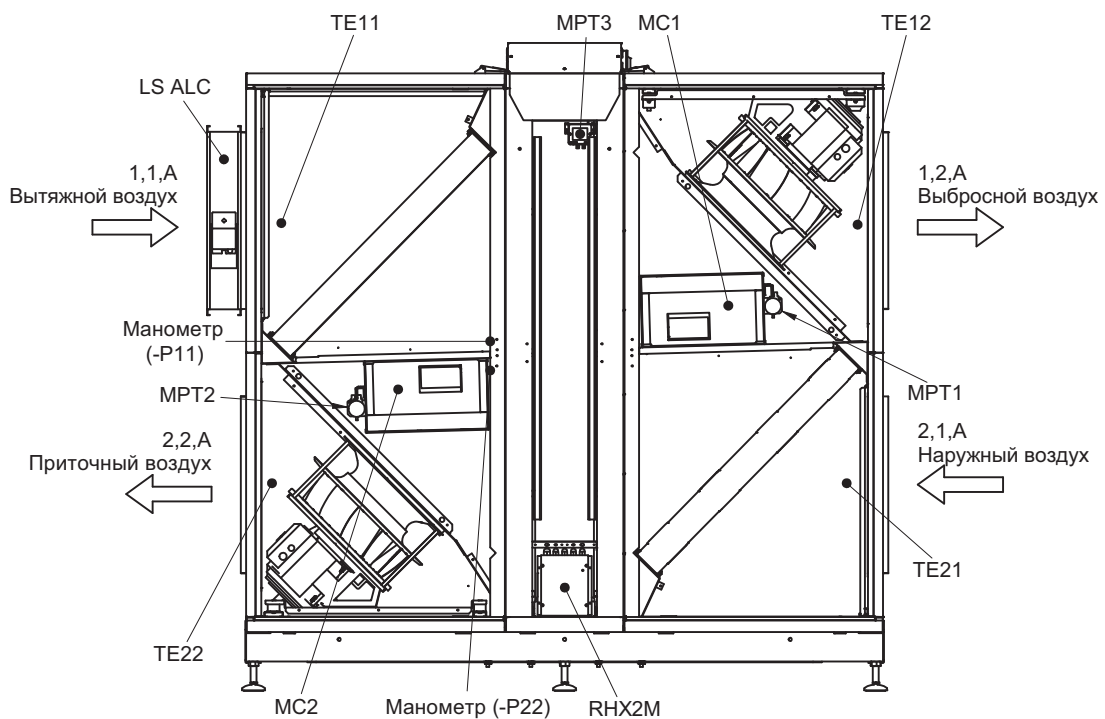 TE11
MPT3
MC1
TE12
LS ALC
1,1,A
Вытяжной воздух
1,2,A
Выбросной воздух
Манометр
(-P11)
MPT2
MPT1
2,2,A
Приточный воздух
2,1,A
Наружный воздух
TE21
TE22
MC2
Манометр (-P22)
RHX2M